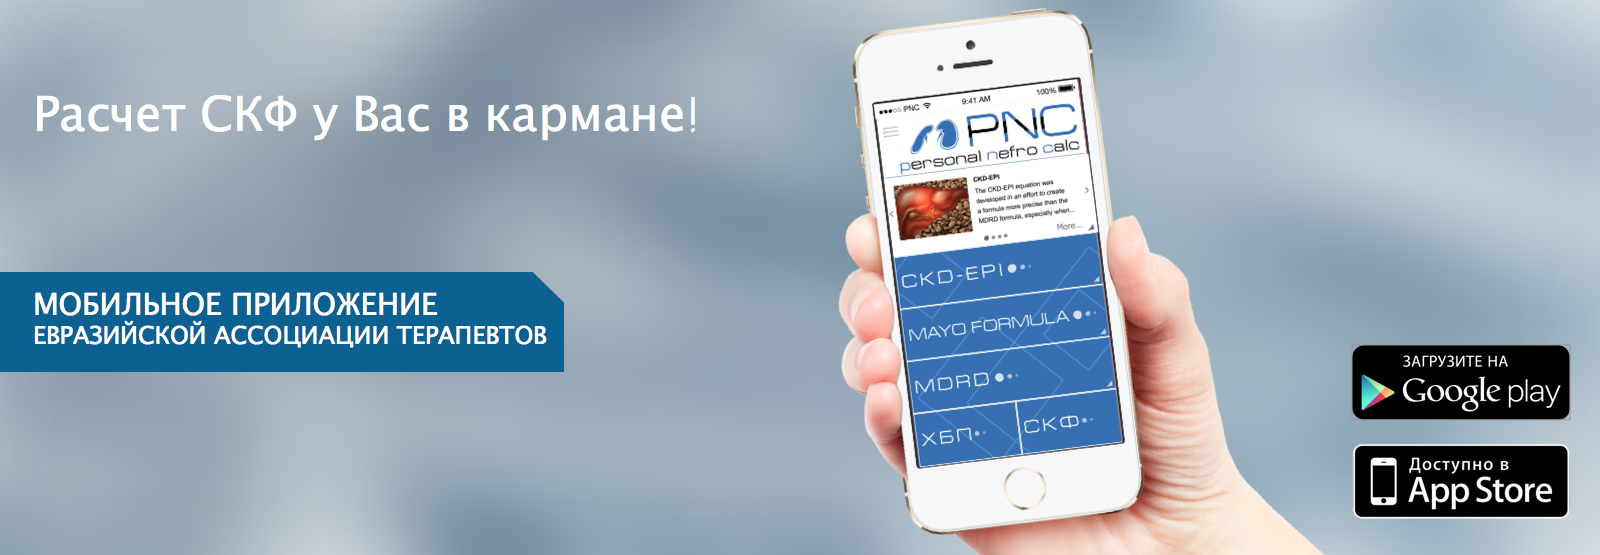 Расчет СКФ у Вас в кармане!
МОБИЛЬНОЕ ПРИЛОЖЕНИЕ
ЕВРАЗИЙСКОЙ АССОЦИАЦИИ ТЕРАПЕВТОВ
PNC
9:41 AM
100%
PNC
personal nefro calc
CKD-EPI
The CKD-EPI equation was
developed in an effort to create
a formula more precise than the
MDRD formula, especially when...
More...
CKD-EPI
MAYO FORMULA
MDRD
ХБП
СКФ
ЗАГРУЗИТЕ НА
Google play
Доступно в
App Store